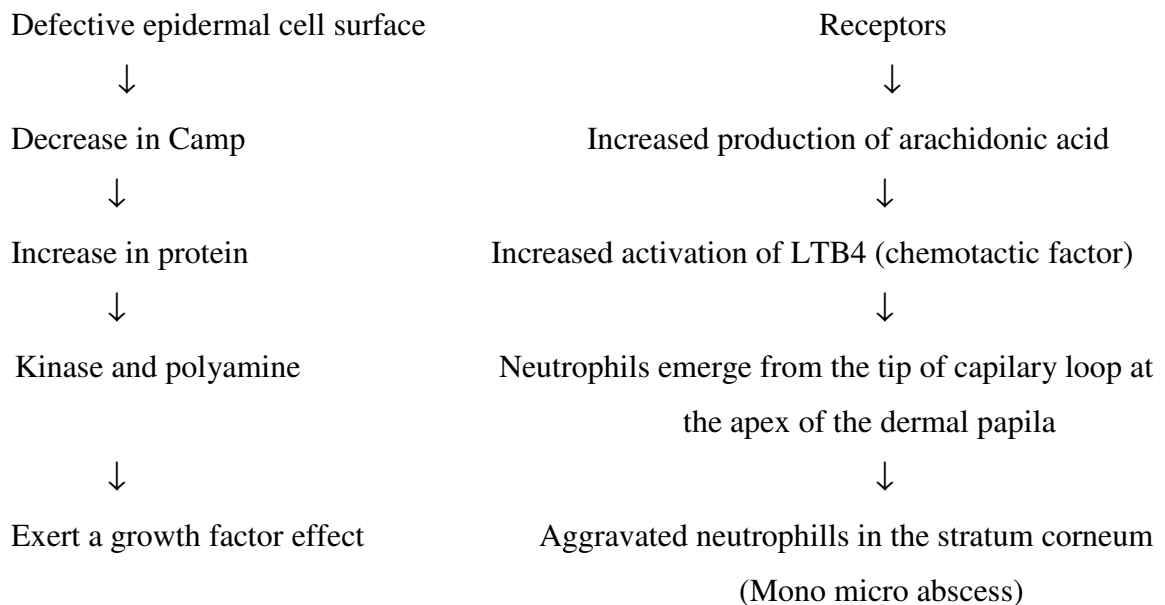 Defective epidermal cell surface Receptors
↓ ↓
Decrease in Camp Increased production of arachidonic acid
↓ ↓
Increase in protein Increased activation of LTB4 (chemotactic factor)
↓ ↓
Kinase and polyamine Neutrophils emerge from the tip of capilary loop at
the apex of the dermal papila
↓ ↓
Exert a growth factor effect Aggravated neutrophills in the stratum corneum
(Mono micro abscess)